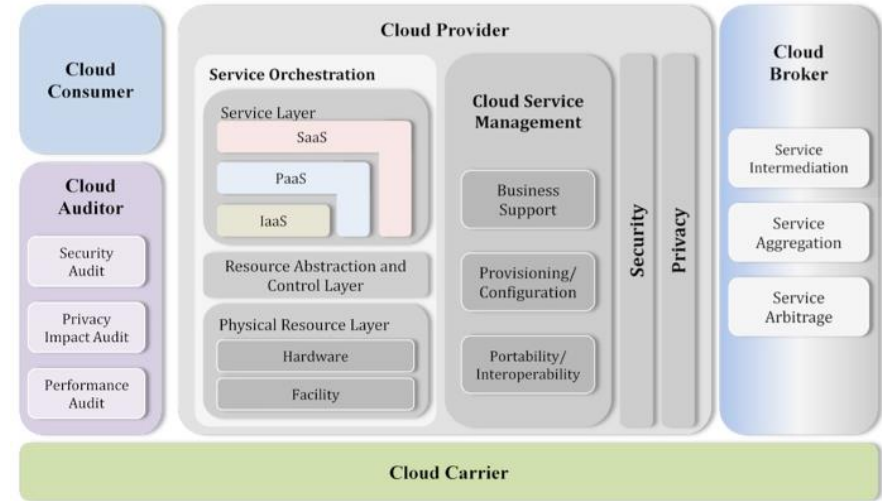 Cloud
Consumer
Cloud
Auditor
Security
Audit
Privacy
Impact Audit
Performance
Audit
Cloud Provider
Service Orchestration
Service Layer
SaaS
PaaS
IaaS
Resource Abstraction and
Control Layer
Physical Resource Layer
Hardware
Facility
Cloud Service
Management
Business
Support
Provisioning/
Configuration
Portability/
Interoperability
Security
Privacy
Cloud
Broker
Service
Intermediation
Service
Aggregation
Service
Arbitrage
Cloud Carrier